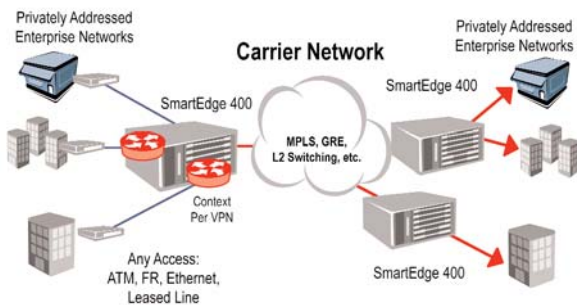 Privately Addressed
Enterprise Networks
Carrier Network
Privately Addressed
Enterprise Networks
SmartEdge 400
SmartEdge 400
MPLS, GRE,
L2 Switching, etc.
Context
Per VPN
Any Access:
ATM, FR, Ethernet,
Leased Line
SmartEdge 400